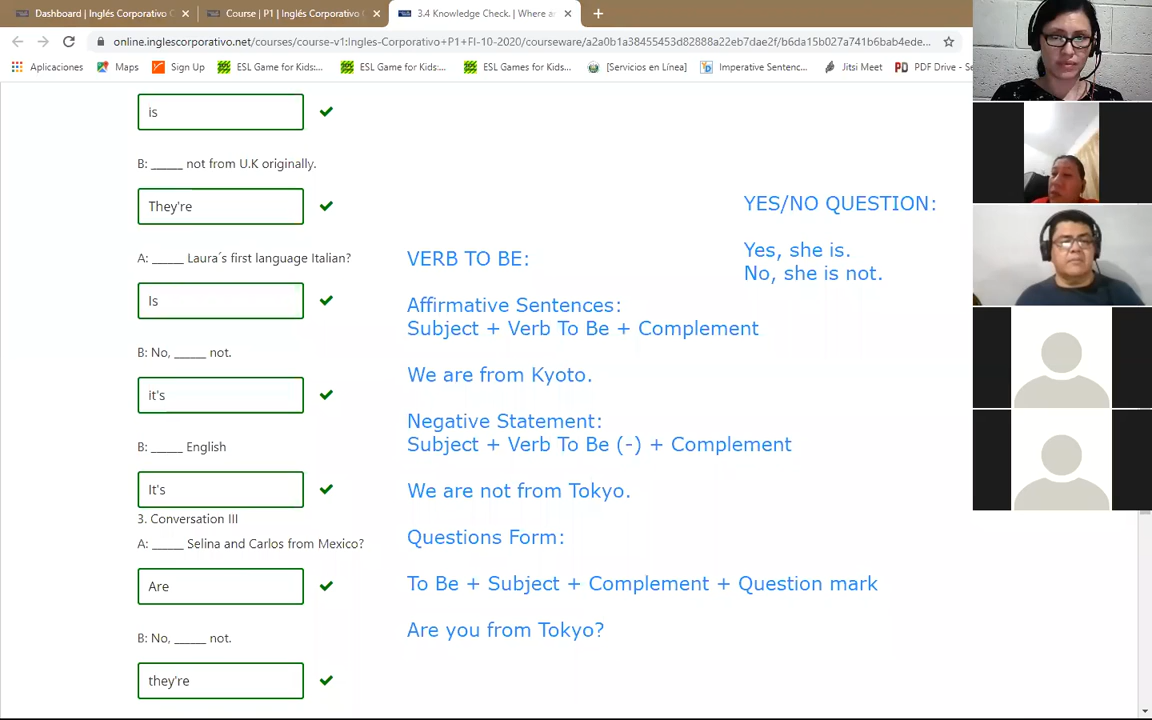 Dashboard | Inglés Corporativo
Course | P1 | Inglés Corporativo
3.4 Knowledge Check. | Where a
online.inglescorporativo.net/courses/course-v1:Ingles-Corporativo+P1+FI-10-2020/courseware/a2a0b1a38455453d82888a22eb7dae2f/b6da15b027a741b6bab4ede...
Aplicaciones
Maps
Sign Up
ESL Game for Kids:...
ESL Game for Kids:...
ESL Games for Kids:...
[Servicios en Línea]
Imperative Sentenc...
Jitsi Meet
PD
PDF Drive - Se
is
B: _____ not from U.K originally.
They're
A: _____ Laura´s first language Italian?
Is
B: No, _____ not.
it's
B: _____ English
It's
3. Conversation III
A: _____ Selina and Carlos from Mexico?
Are
B: No, _____ not.
they're
VERB TO BE:
Affirmative Sentences:
Subject + Verb To Be + Complement
We are from Kyoto.
Negative Statement:
Subject + Verb To Be (-) + Complement
We are not from Tokyo.
Questions Form:
To Be + Subject + Complement + Question mark
Are you from Tokyo?
YES/NO QUESTION:
Yes, she is.
No, she is not.